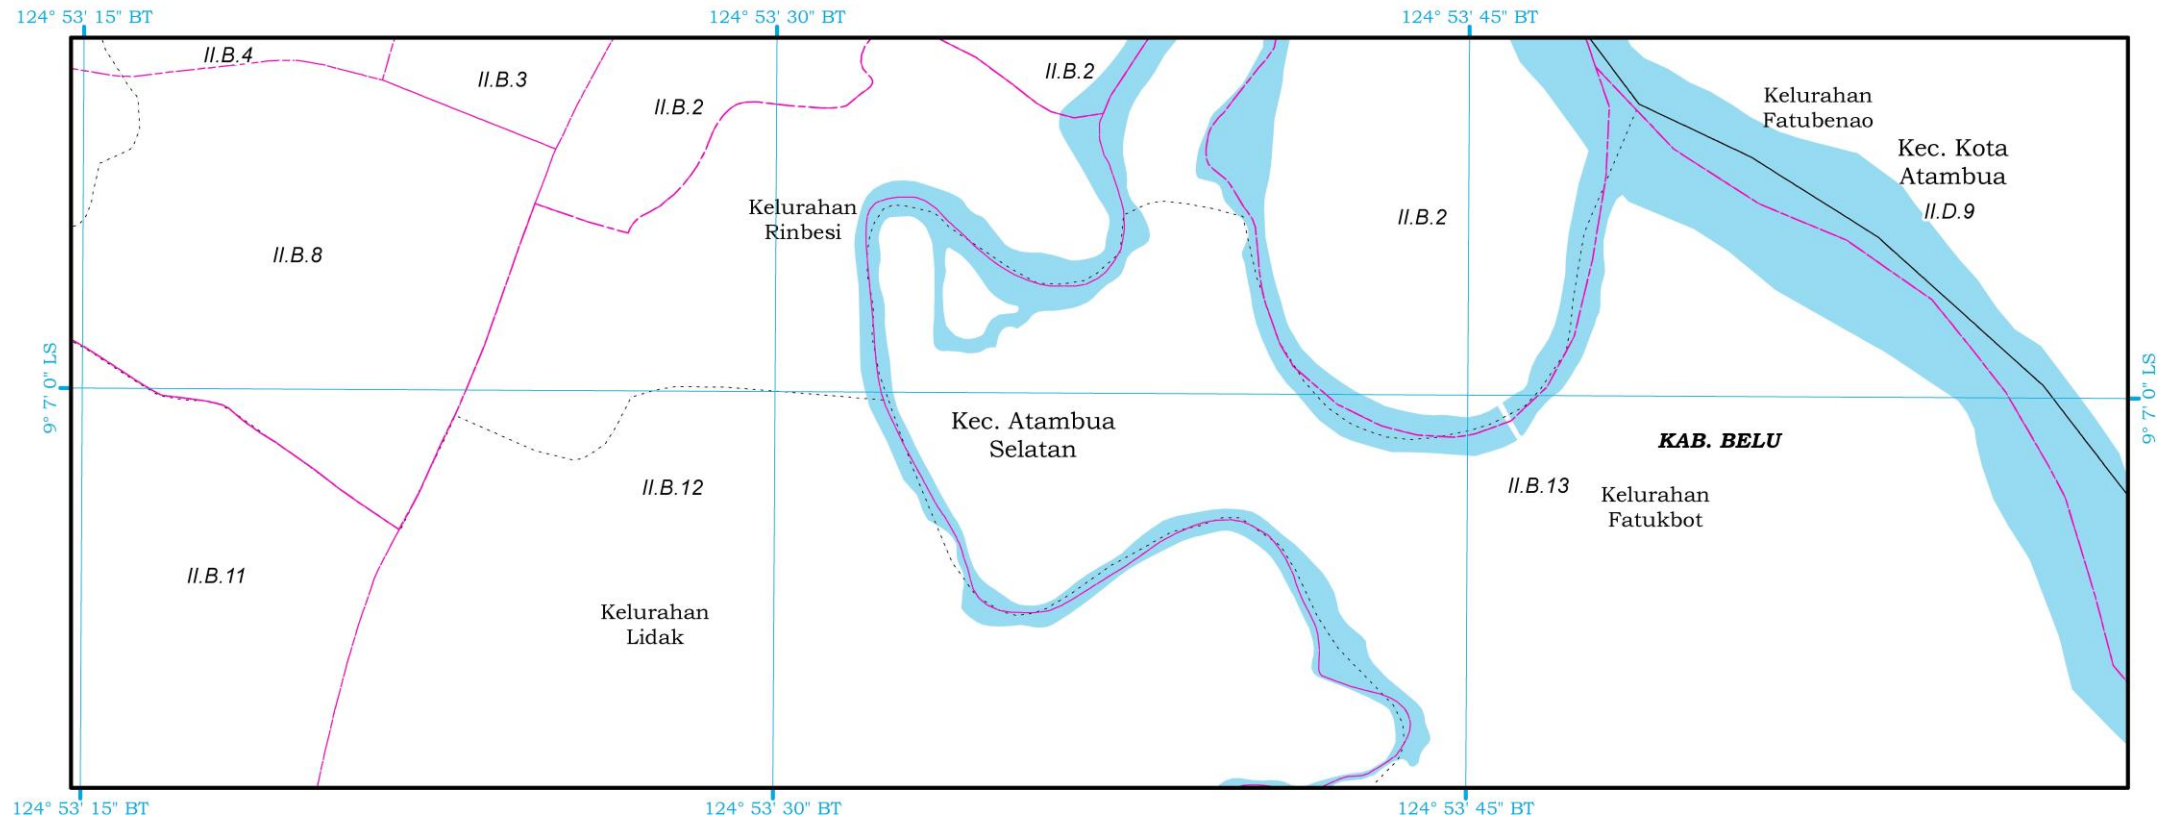 124° 53' 15" BT
124° 53' 30" BT
124° 53' 45" BT
II.B.4
II.B.3
II.B.2
II.B.2
Kelurahan
Fatubenao
Kec. Kota
Atambua
II.D.9
Kelurahan
Rinbesi
II.B.2
II.B.8
9° 7' 0" LS
9° 7' 0" LS
Kec. Atambua
Selatan
KAB. BELU
II.B.12
II.B.13
Kelurahan
Fatukbot
II.B.11
Kelurahan
Lidak
124° 53' 15" BT
124° 53' 30" BT
124° 53' 45" BT